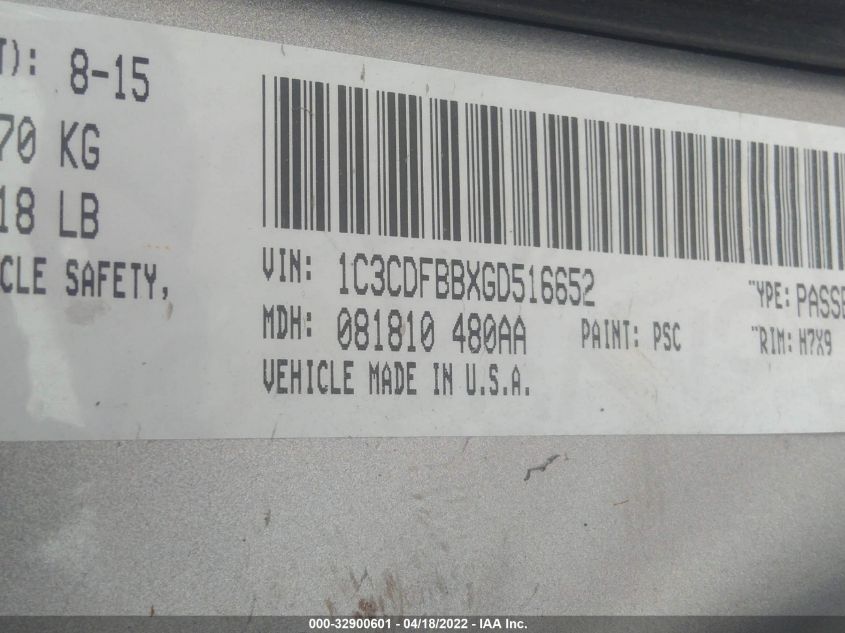 T): 8-15
70 KG
18 LB
CLE SAFETY,
VIN: 1C3CDFBBXGD516652
MDH: 081810 480AA
VEHICLE MADE IN U.S.A.
PAINT: PSC
YPE: PASSE
RIM: H7X9
000-32900601 - 04/18/2022 - IAA Inc.